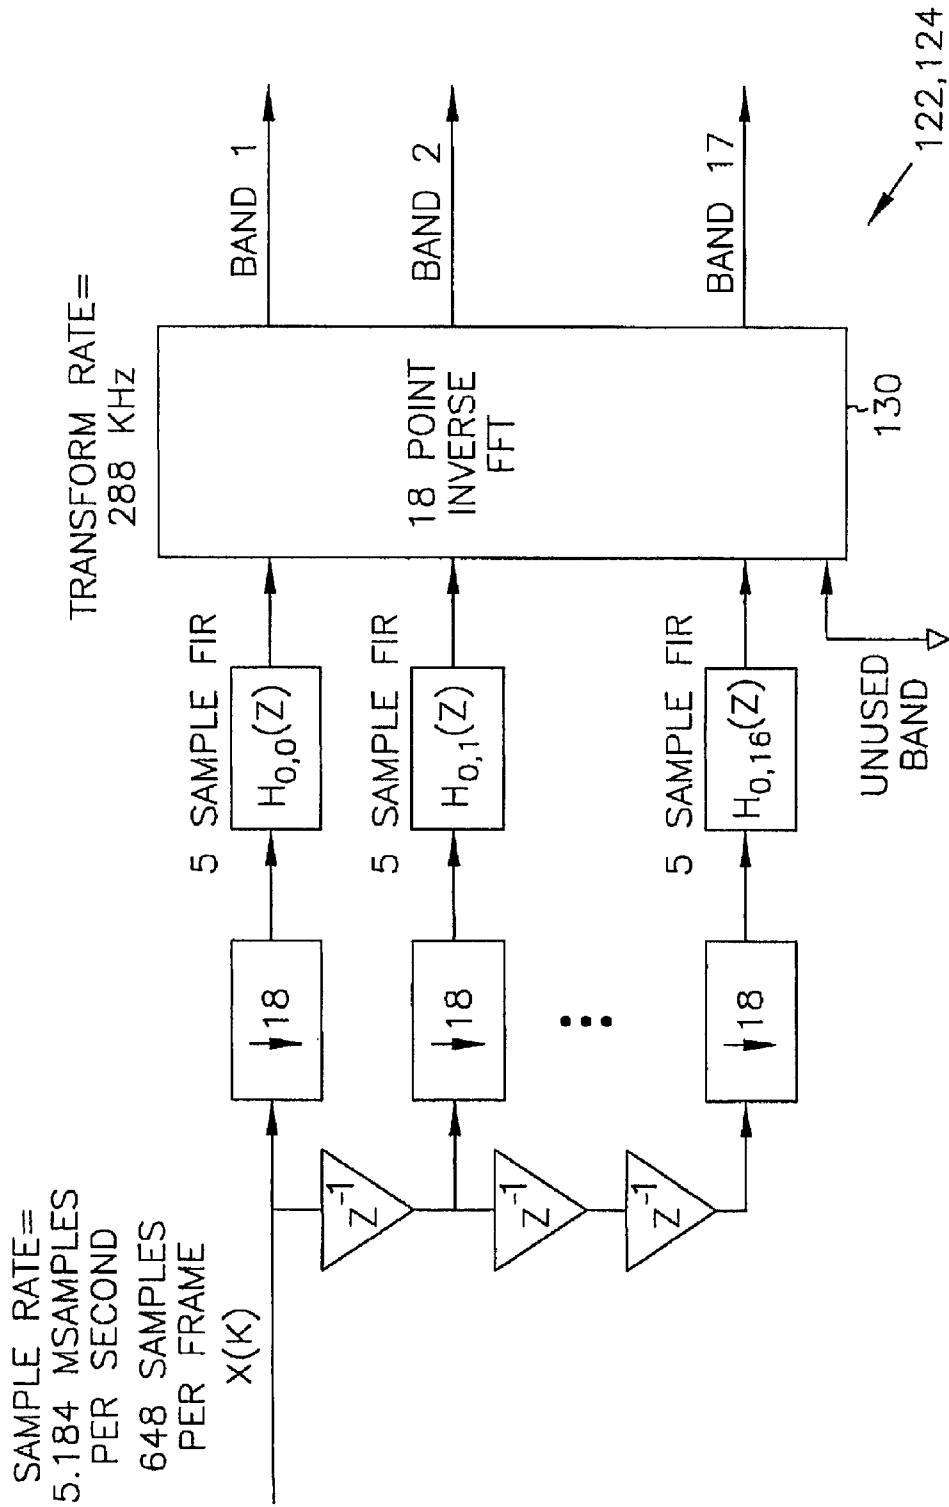 SAMPLE RATE=
5.184 MSAMPLES
PER SECOND
648 SAMPLES
PER FRAME
X(K)
Z-1
Z-1
Z-1
↓18
↓18
↓18
5 SAMPLE FIR
H0,0(Z)
5 SAMPLE FIR
H0,1(Z)
5 SAMPLE FIR
H0,16(Z)
UNUSED
BAND
TRANSFORM RATE=
288 KHz
18 POINT
INVERSE
FFT
130
BAND 1
BAND 2
BAND 17
122,124